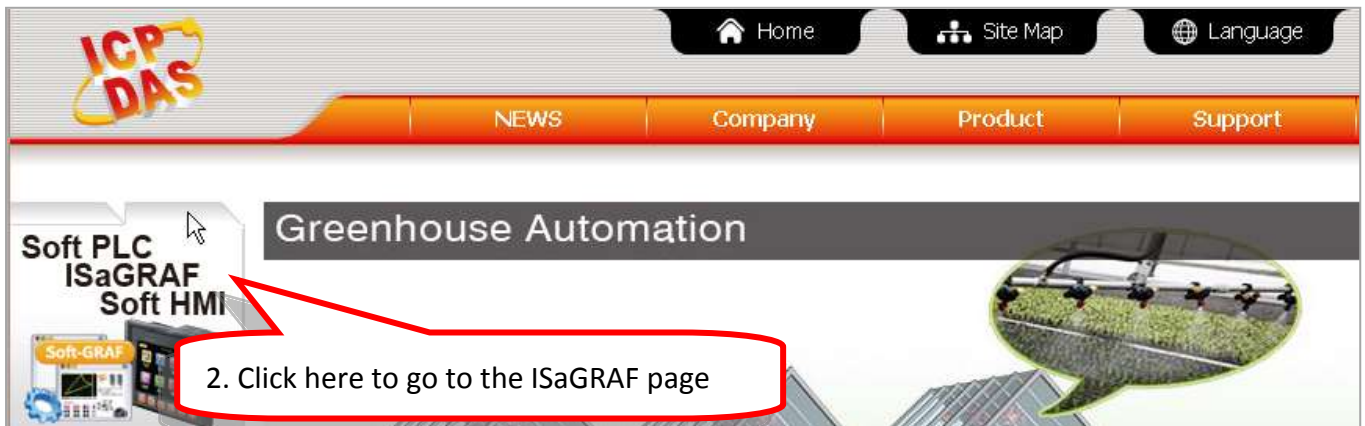 ICP
DAS
Home
Site Map
Language
NEWS
Company
Product
Support
Greenhouse Automation
Soft PLC
ISaGRAF
Soft HMI
Soft-GRAF
2. Click here to go to the ISaGRAF page